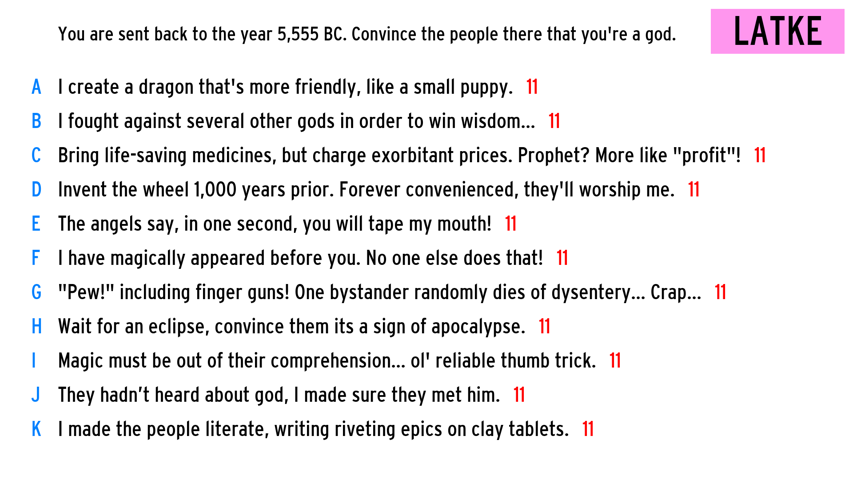 You are sent back to the year 5,555 BC. Convince the people there that you're a god.
LATKE
A I create a dragon that's more friendly, like a small puppy. 11
B I fought against several other gods in order to win wisdom... 11
C Bring life-saving medicines, but charge exorbitant prices. Prophet? More like "profit"! 11
D Invent the wheel 1,000 years prior. Forever convenienced, they'll worship me. 11
E The angels say, in one second, you will tape my mouth! 11
F I have magically appeared before you. No one else does that! 11
G "Pew!" including finger guns! One bystander randomly dies of dysentery... Crap... 11
H Wait for an eclipse, convince them its a sign of apocalypse. 11
I Magic must be out of their comprehension... ol' reliable thumb trick. 11
J They hadn’t heard about god, I made sure they met him. 11
K I made the people literate, writing riveting epics on clay tablets. 11